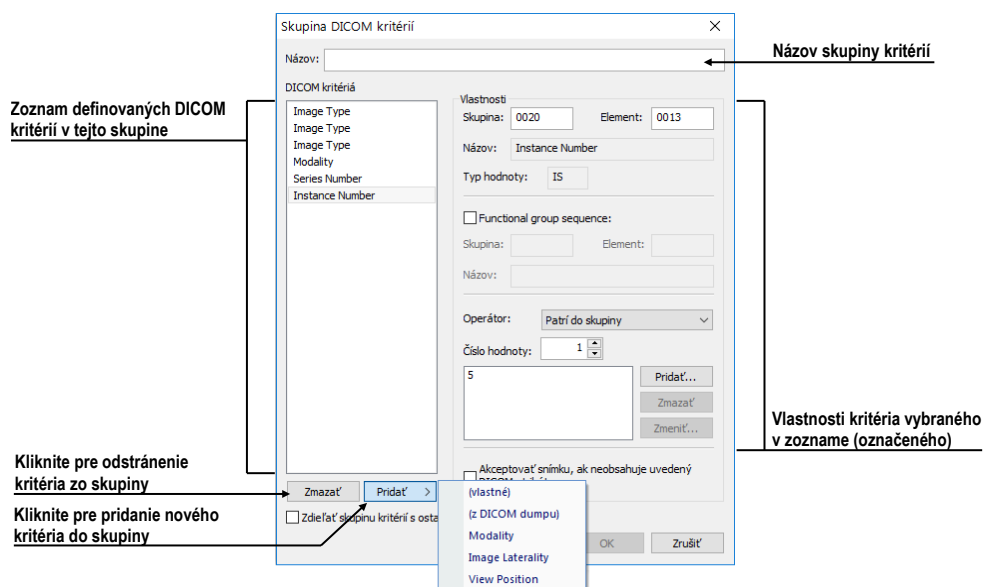 Skupina DICOM kritérií
Názov:
Názov skupiny kritérií
DICOM kritériá
Zoznam definovaných DICOM
kritérií v tejto skupine
Image Type
Image Type
Image Type
Modality
Series Number
Instance Number
Vlastnosti
Skupina: 0020 Element: 0013
Názov: Instance Number
Typ hodnoty: IS
Functional group sequence:
Skupina: Element:
Názov:
Operátor: Patrí do skupiny
Číslo hodnoty: 1
5
Pridať...
Zmazať
Zmeniť...
Vlastnosti kritéria vybraného
v zozname (označeného)
Akceptovať snímku, ak neobsahuje uvedený
Kliknite pre odstránenie
kritéria zo skupiny
Zmazať Pridať >
Kliknite pre pridanie nového
kritéria do skupiny
Zdieľať skupinu kritérií s osta
(vlastné)
(z DICOM dumpu)
Modality
Image Laterality
View Position
OK Zrušiť